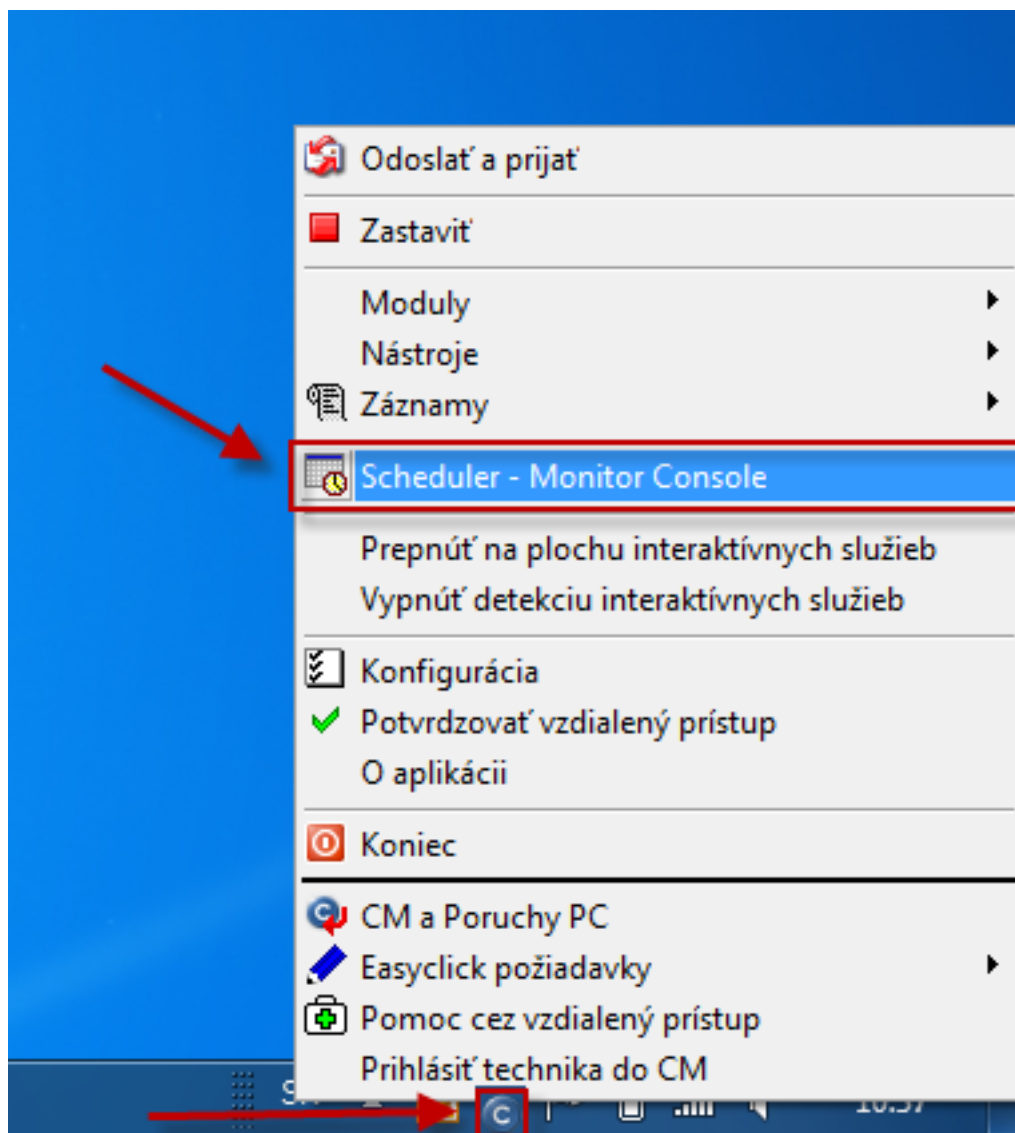 Odoslať a prijať
Zastaviť
Moduly
Nástroje
Záznamy
Scheduler - Monitor Console
Prepnúť na plochu interaktívnych služieb
Vypnúť detekciu interaktívnych služieb
Konfigurácia
Potvrdzovať vzdialený prístup
O aplikácii
Koniec
CM a Poruchy PC
Easyclick požiadavky
Pomoc cez vzdialený prístup
Prihlásiť technika do CM